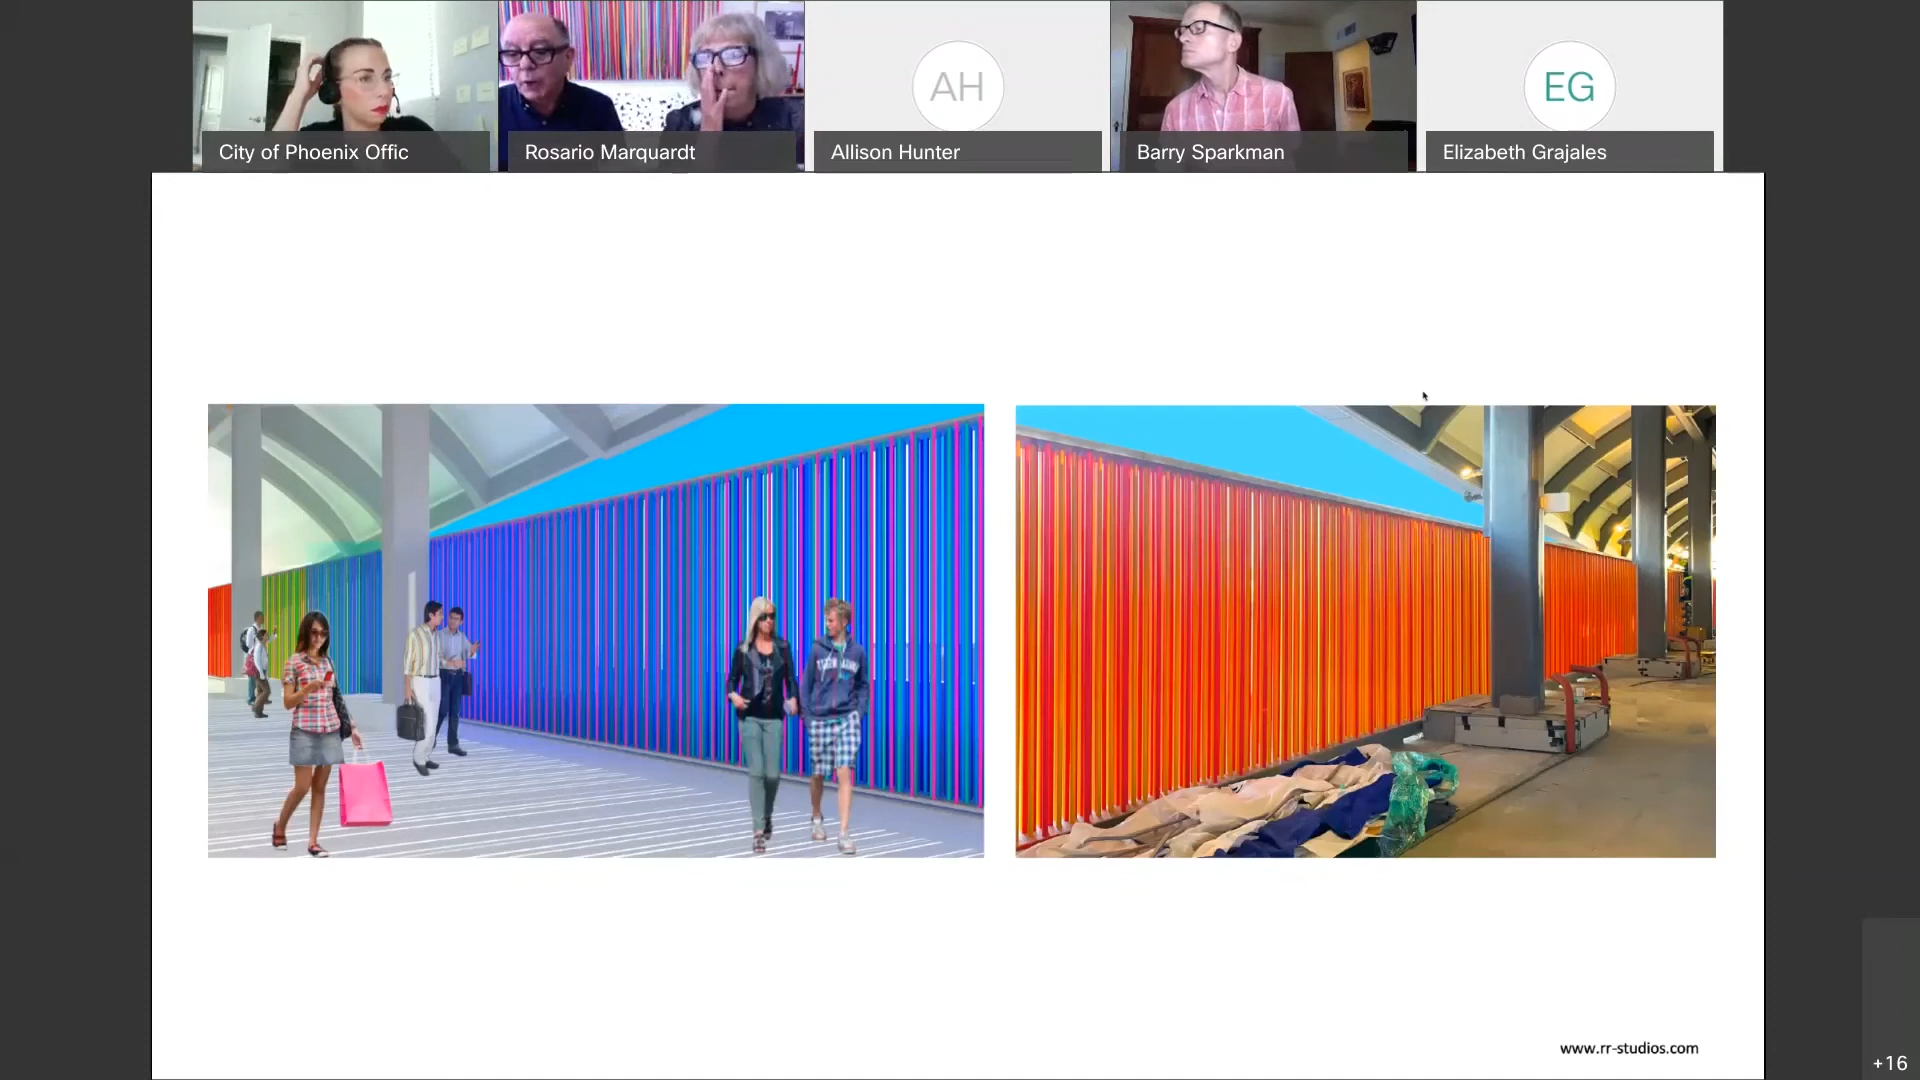 City of Phoenix Offic
Rosario Marquardt
AH
Allison Hunter
Barry Sparkman
EG
Elizabeth Grajales
www.rr-studios.com
+16